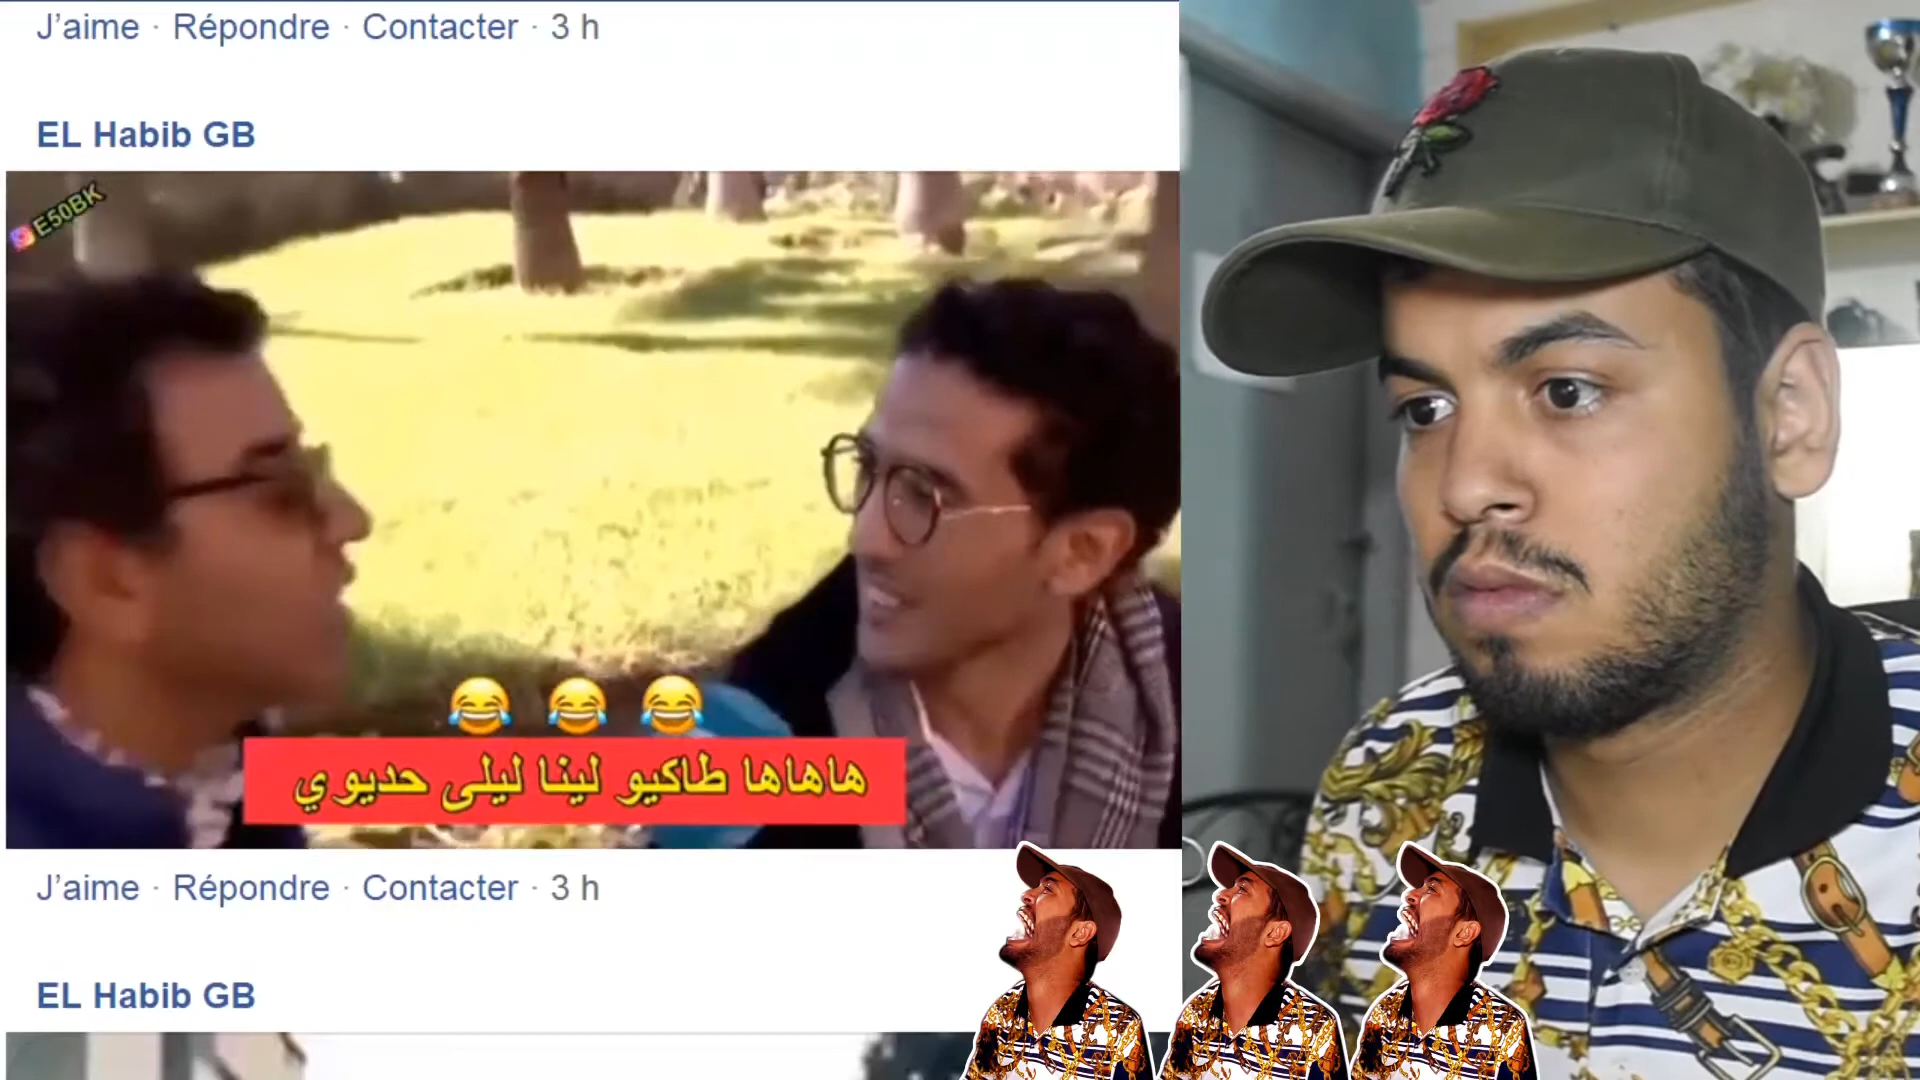 J'aime · Répondre · Contacter · 3 h
EL Habib GB
E50BK
هاهاها طاكيو لينا ليلى حديوي
J'aime · Répondre · Contacter · 3 h
EL Habib GB